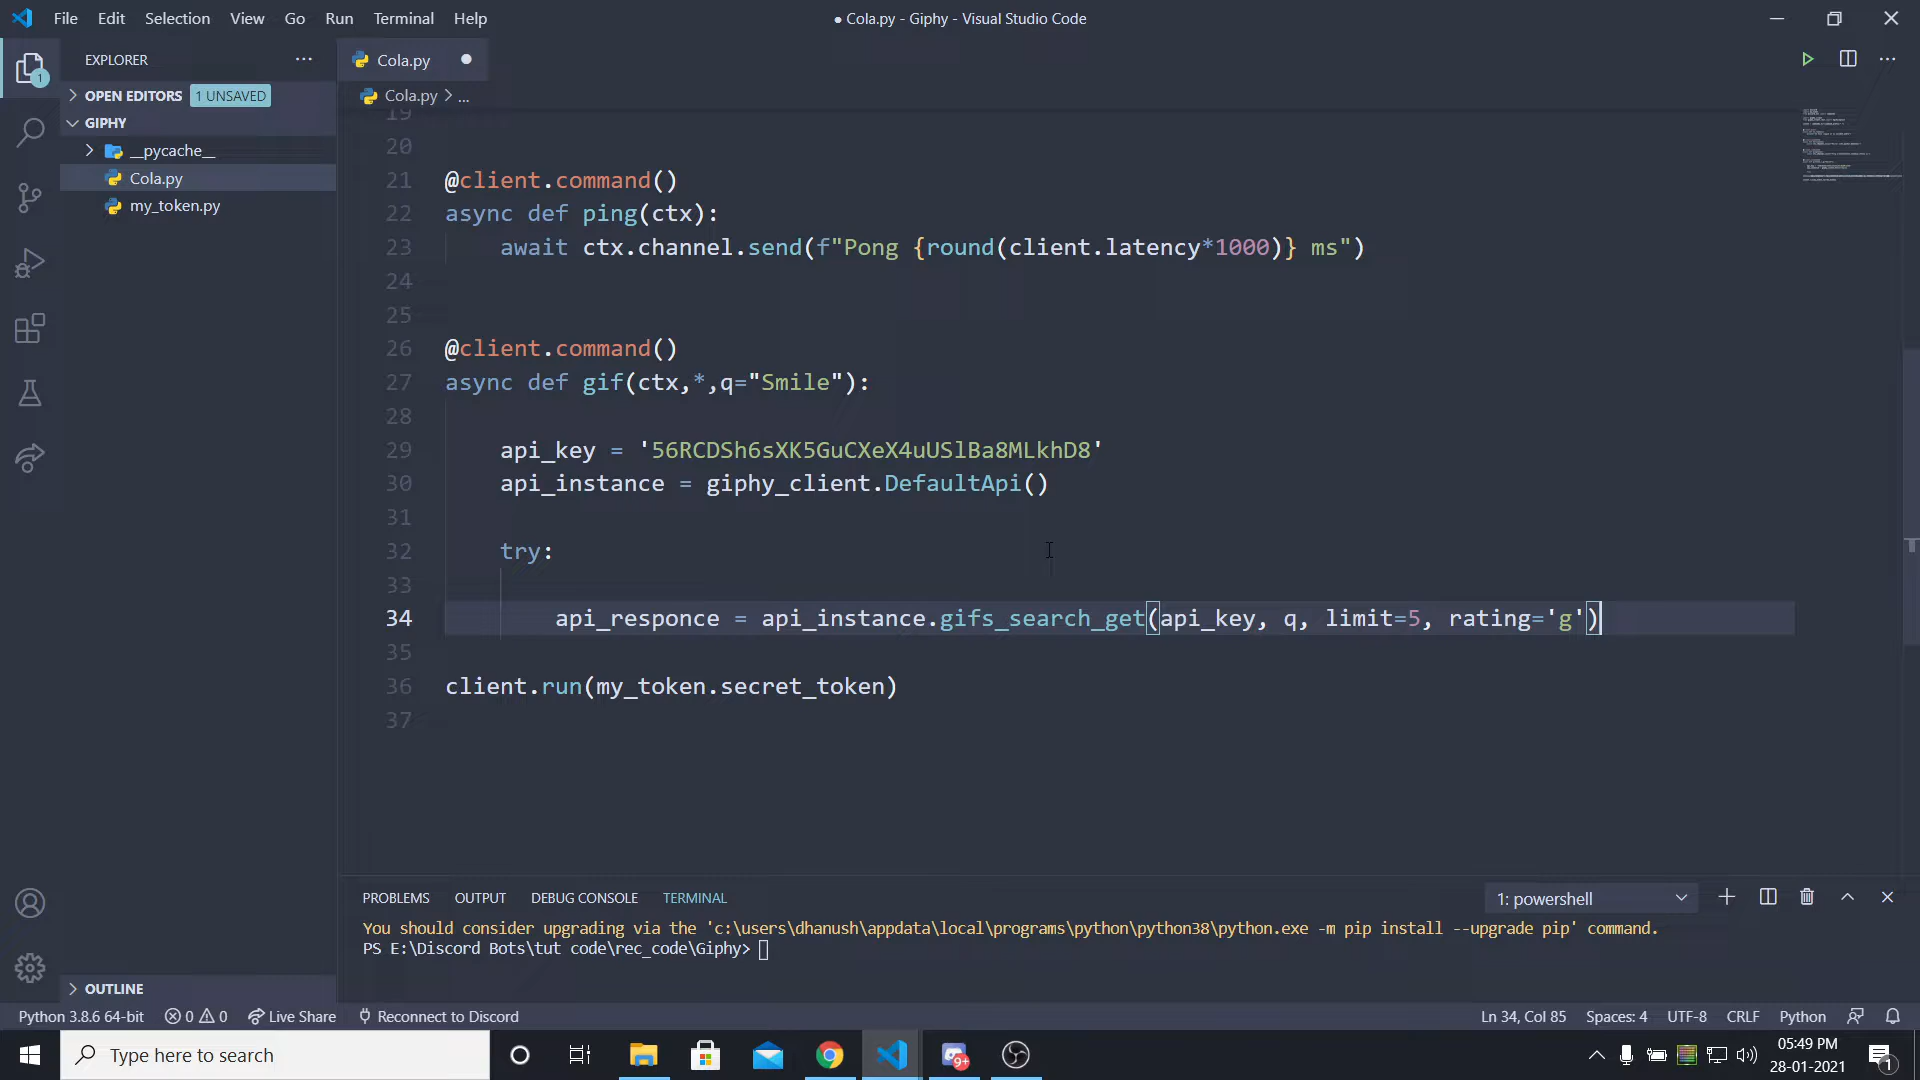 File Edit Selection View Go Run Terminal Help
● Cola.py - Giphy - Visual Studio Code
EXPLORER
Cola.py
OPEN EDITORS 1 UNSAVED
Cola.py > ...
GIPHY
__pycache__
Cola.py
my_token.py
19
20
21 @client.command()
22 async def ping(ctx):
23 await ctx.channel.send(f"Pong {round(client.latency*1000)} ms")
24
25
26 @client.command()
27 async def gif(ctx,*,q="Smile"):
28
29 api_key = '56RCDSh6sXK5GuCXeX4uUSlBa8MLkhD8'
30 api_instance = giphy_client.DefaultApi()
31
32 try:
33
34 api_responce = api_instance.gifs_search_get(api_key, q, limit=5, rating='g')
35
36 client.run(my_token.secret_token)
37
PROBLEMS OUTPUT DEBUG CONSOLE TERMINAL
1: powershell
You should consider upgrading via the 'c:\users\dhanush\appdata\local\programs\python\python38\python.exe -m pip install --upgrade pip' command.
PS E:\Discord Bots\tut code\rec_code\Giphy>
OUTLINE
Python 3.8.6 64-bit 0 0 Live Share Reconnect to Discord
Ln 34, Col 85 Spaces: 4 UTF-8 CRLF Python
Type here to search
9+
05:49 PM
28-01-2021
1